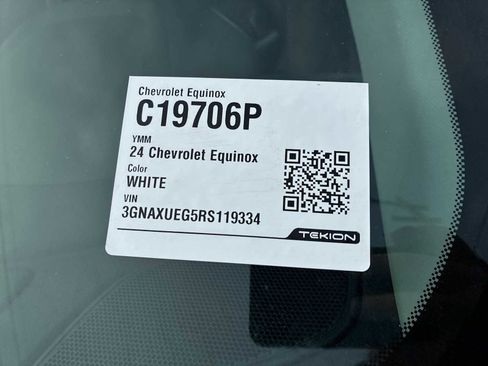 Chevrolet Equinox
C19706P
YMM
24 Chevrolet Equinox
Color
WHITE
VIN
3GNAXUEG5RS119334
TEKION